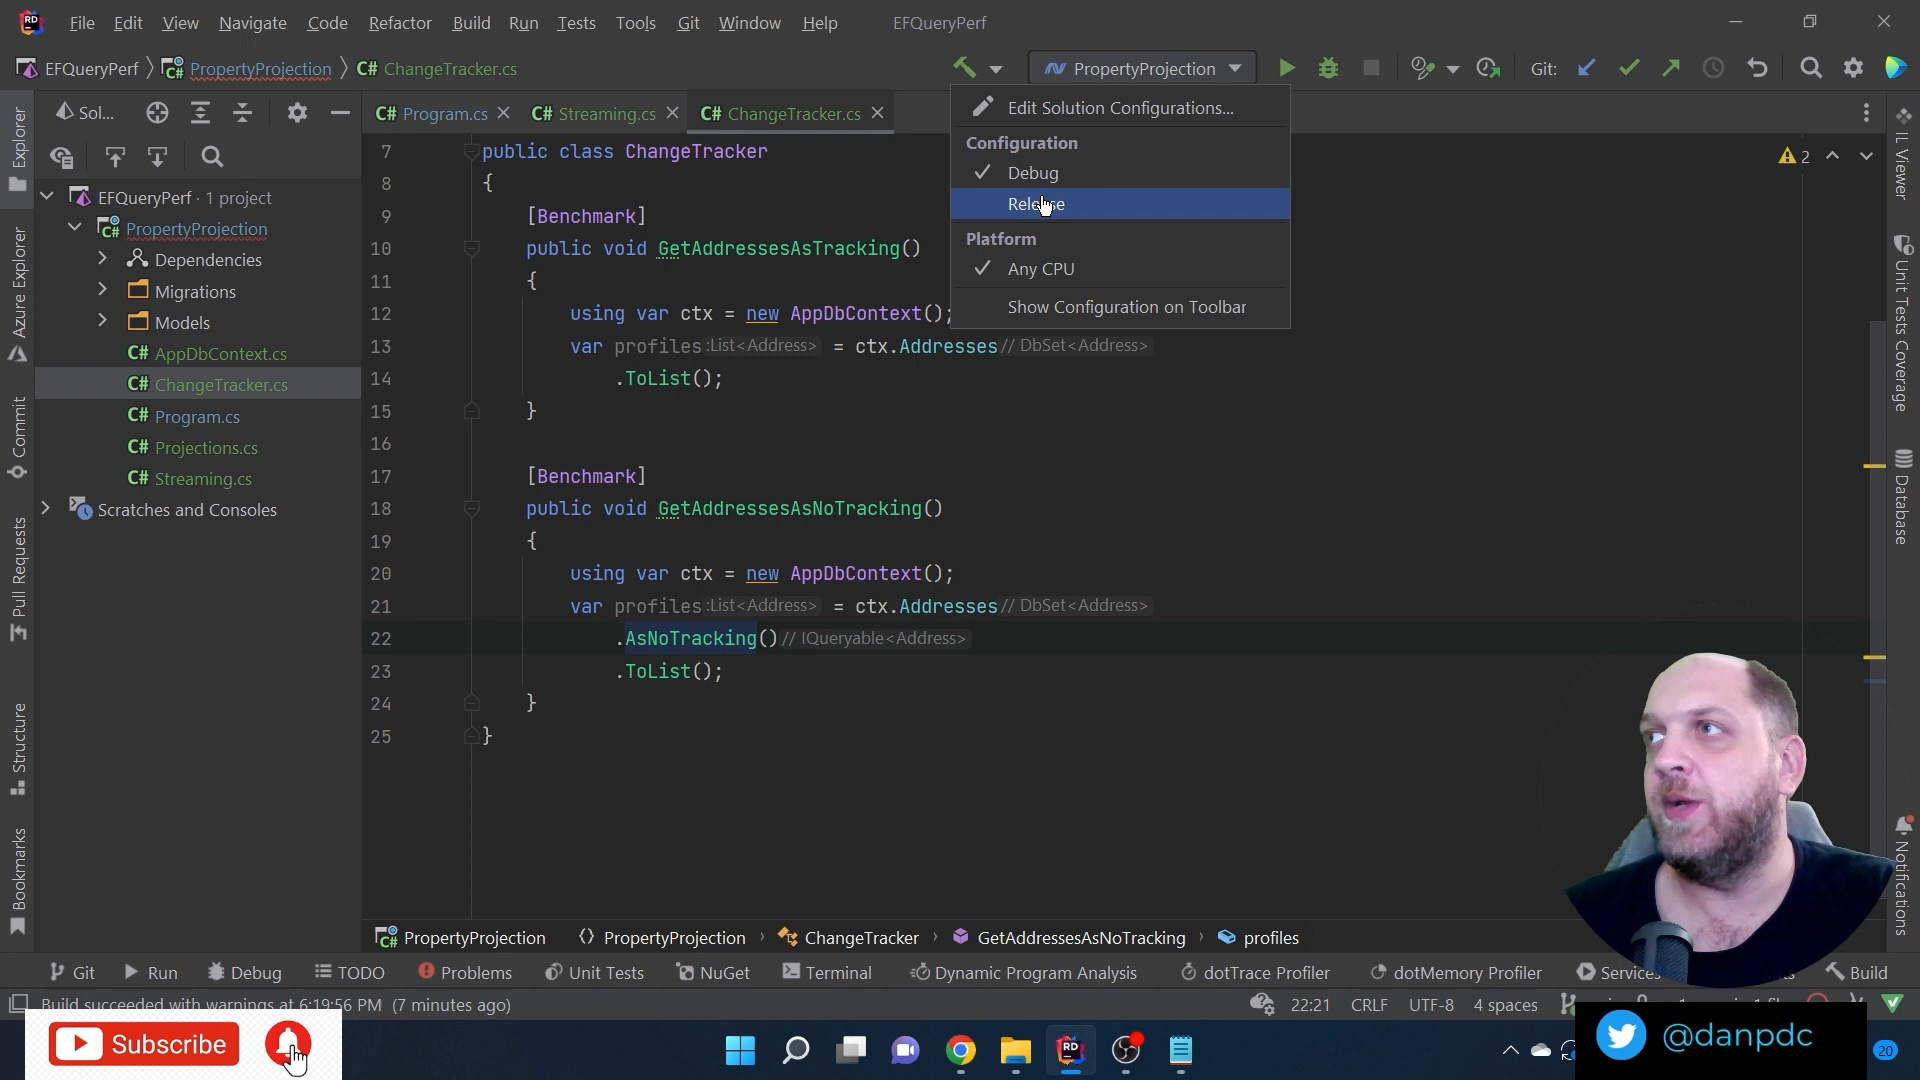 File Edit View Navigate Code Refactor Build Run Tests Tools Git Window Help EFQueryPerf
EFQueryPerf PropertyProjection C# ChangeTracker.cs PropertyProjection Git:
Sol... C# Program.cs C# Streaming.cs C# ChangeTracker.cs
Edit Solution Configurations...
Configuration
Debug
Release
Platform
Any CPU
Show Configuration on Toolbar
2
Explorer
Azure Explorer
Commit
Pull Requests
Structure
Bookmarks
EFQueryPerf · 1 project
PropertyProjection
Dependencies
Migrations
Models
C# AppDbContext.cs
C# ChangeTracker.cs
C# Program.cs
C# Projections.cs
C# Streaming.cs
Scratches and Consoles
7 public class ChangeTracker
8 {
9 [Benchmark]
10 public void GetAddressesAsTracking()
11 {
12 using var ctx = new AppDbContext();
13 var profiles :List<Address> = ctx.Addresses // DbSet<Address>
14 .ToList();
15 }
16
17 [Benchmark]
18 public void GetAddressesAsNoTracking()
19 {
20 using var ctx = new AppDbContext();
21 var profiles :List<Address> = ctx.Addresses // DbSet<Address>
22 .AsNoTracking() // IQueryable<Address>
23 .ToList();
24 }
25 }
IL Viewer
Unit Tests Coverage
Database
Notifications
PropertyProjection PropertyProjection ChangeTracker GetAddressesAsNoTracking profiles
Git Run Debug TODO Problems Unit Tests NuGet Terminal Dynamic Program Analysis dotTrace Profiler dotMemory Profiler Services Build
Build succeeded with warnings at 6:19:56 PM (7 minutes ago) 22:21 CRLF UTF-8 4 spaces
Subscribe
RD
@danpdc
20